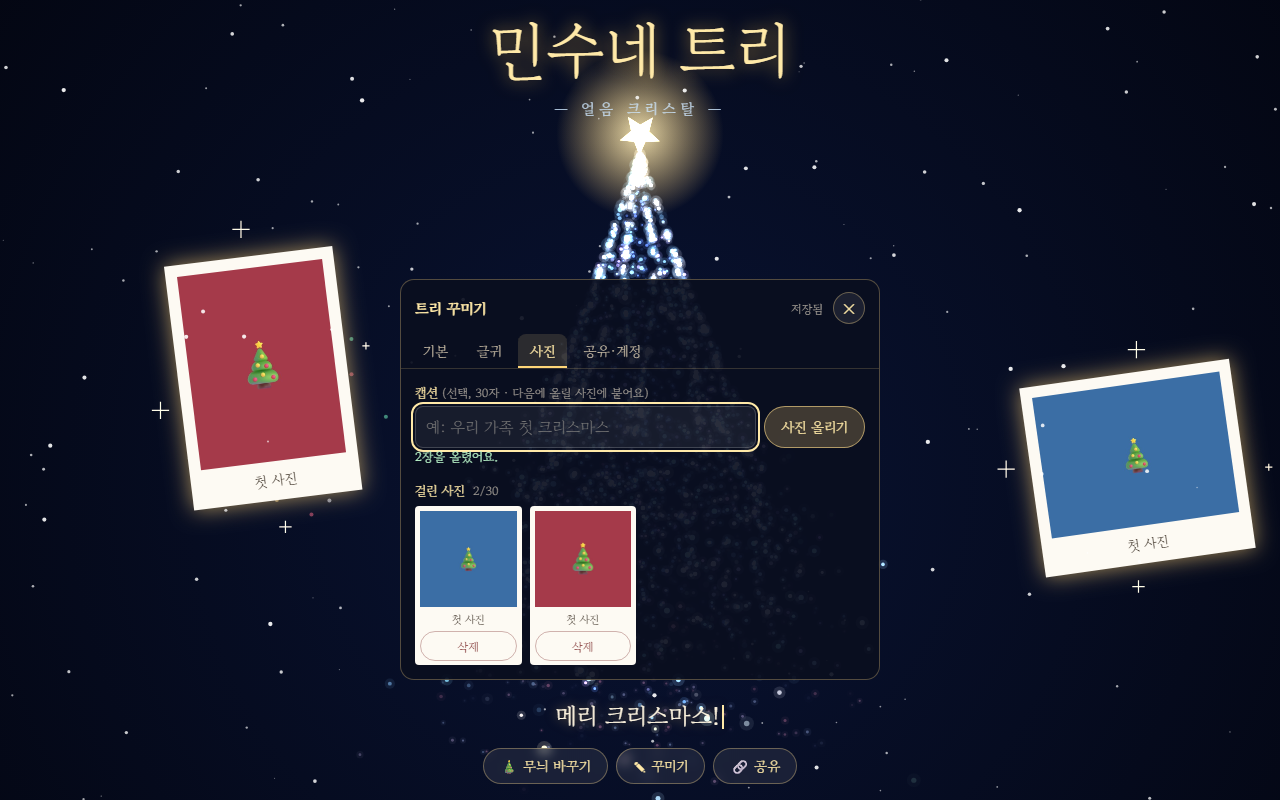 민수네 트리
— 얼음 크리스탈 —
트리 꾸미기
저장됨
기본 글귀 사진 공유·계정
캡션 (선택, 30자 · 다음에 올릴 사진에 붙어요)
예: 우리 가족 첫 크리스마스
사진 올리기
2장을 올렸어요.
걸린 사진 2/30
첫 사진
삭제
첫 사진
삭제
첫 사진
첫 사진
메리 크리스마스!
무늬 바꾸기
꾸미기
공유